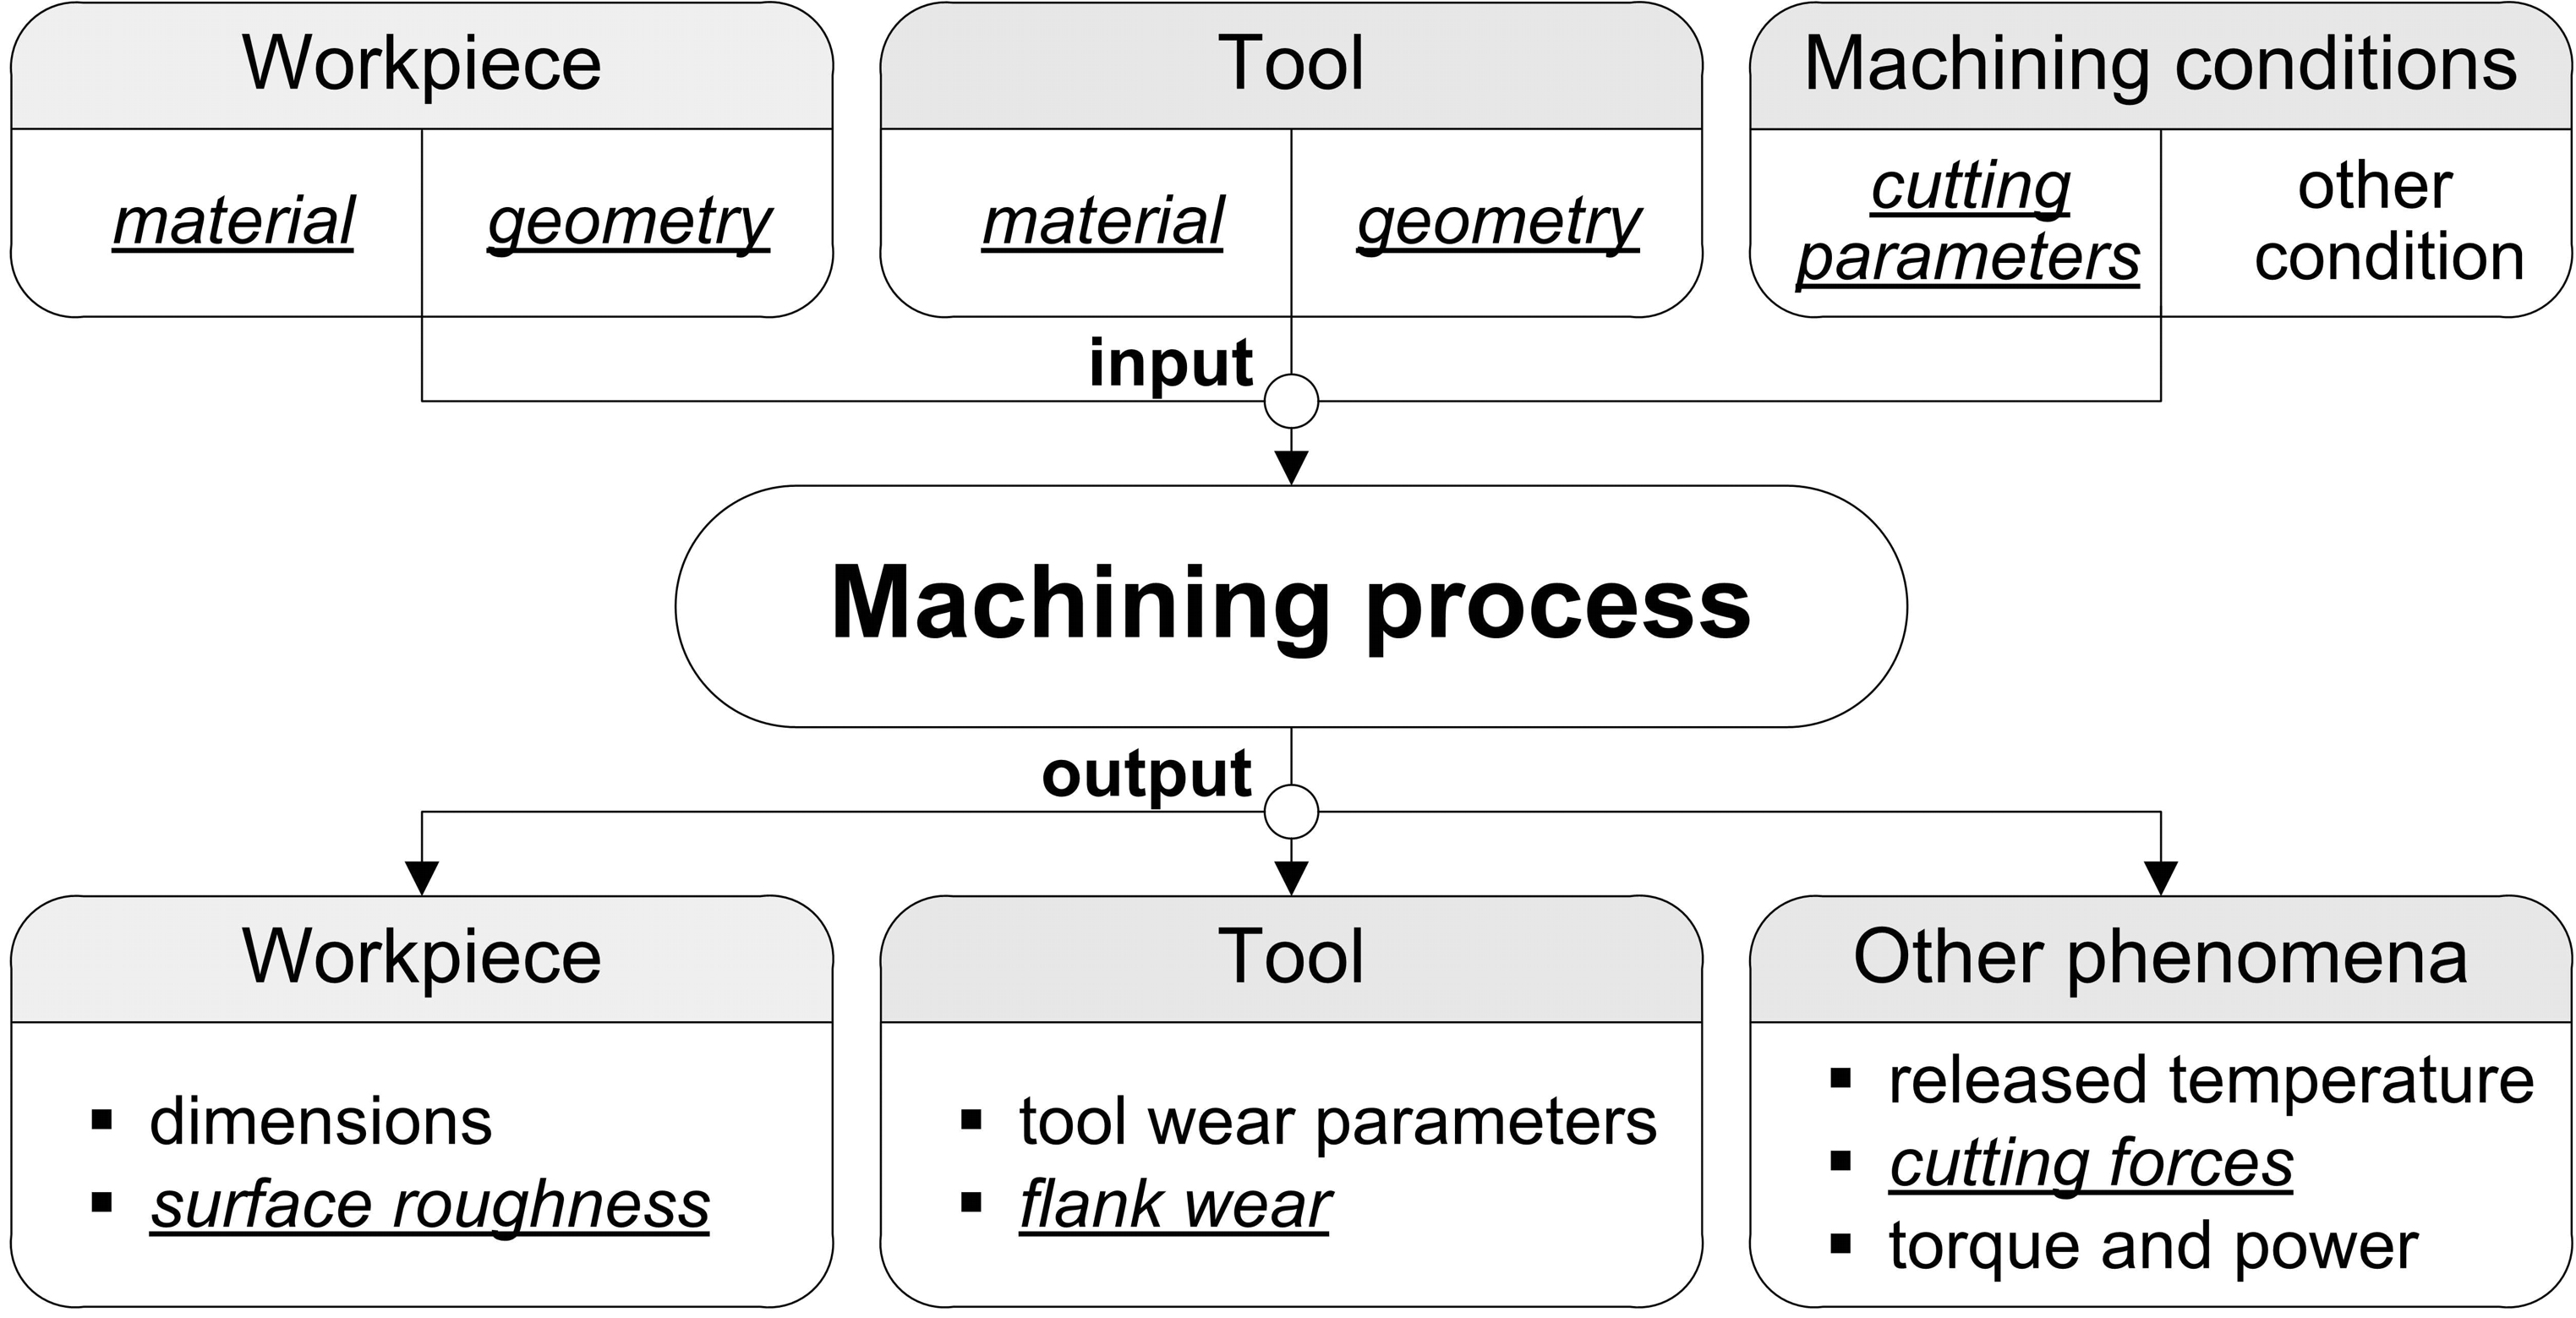 Workpiece
material
geometry
Tool
material
geometry
Machining conditions
cutting
parameters
other
condition
input
Machining process
output
Workpiece
▪ dimensions
▪ surface roughness
Tool
▪ tool wear parameters
▪ flank wear
Other phenomena
▪ released temperature
▪ cutting forces
▪ torque and power